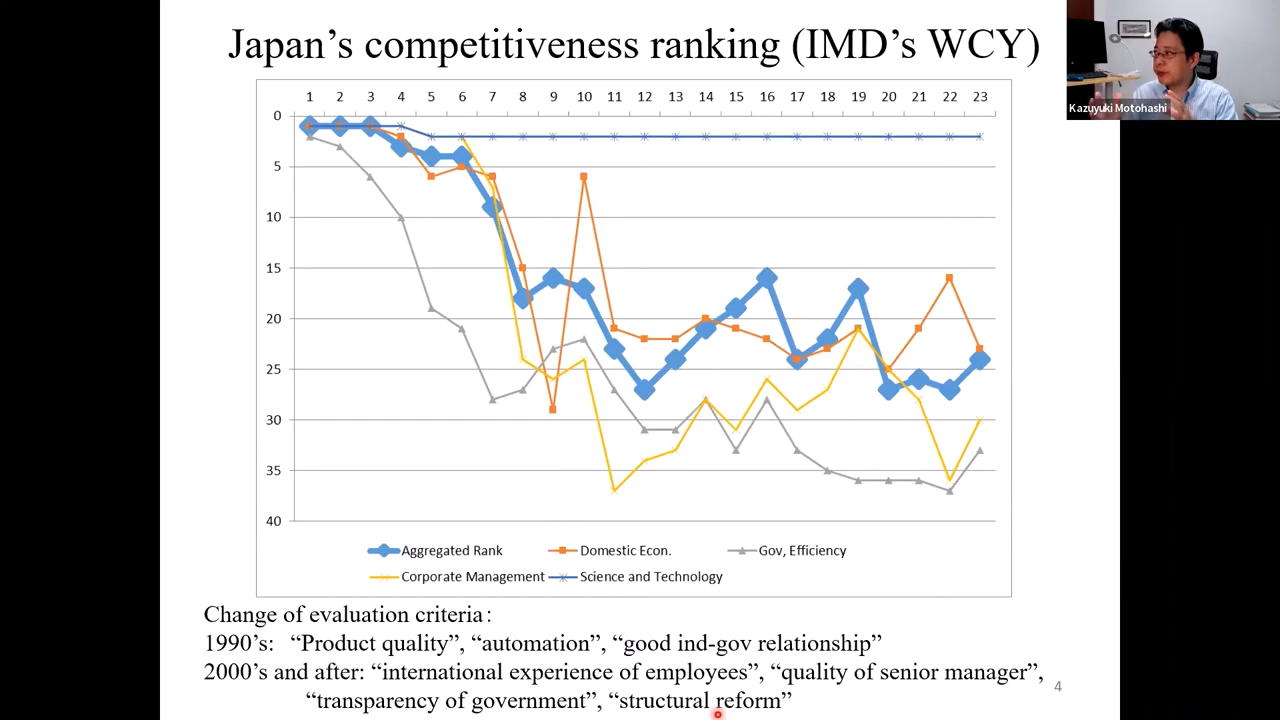 Japan's competitiveness ranking (IMD's WCY)
Kazuyuki Motohashi
1 2 3 4 5 6 7 8 9 10 11 12 13 14 15 16 17 18 19 20 21 22 23
0
5
10
15
20
25
30
35
40
Aggregated Rank Domestic Econ. Gov, Efficiency
Corporate Management Science and Technology
Change of evaluation criteria:
1990's: “Product quality”, “automation”, “good ind-gov relationship”
2000's and after: “international experience of employees”, “quality of senior manager”,
“transparency of government”, “structural reform”
4